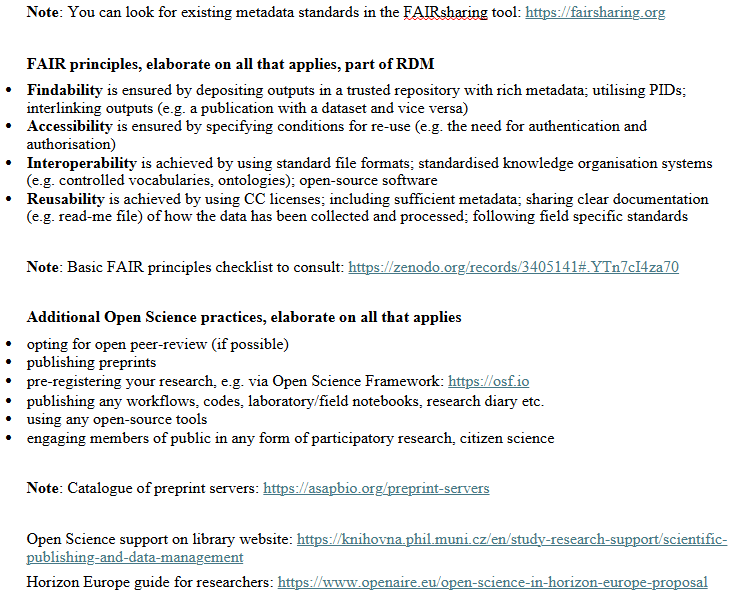 Note: You can look for existing metadata standards in the FAIRsharing tool: https://fairsharing.org
FAIR principles, elaborate on all that applies, part of RDM
• Findability is ensured by depositing outputs in a trusted repository with rich metadata; utilising PIDs;
interlinking outputs (e.g. a publication with a dataset and vice versa)
• Accessibility is ensured by specifying conditions for re-use (e.g. the need for authentication and
authorisation)
• Interoperability is achieved by using standard file formats; standardised knowledge organisation systems
(e.g. controlled vocabularies, ontologies); open-source software
• Reusability is achieved by using CC licenses; including sufficient metadata; sharing clear documentation
(e.g. read-me file) of how the data has been collected and processed; following field specific standards
Note: Basic FAIR principles checklist to consult: https://zenodo.org/records/3405141#.YTn7cI4za70
Additional Open Science practices, elaborate on all that applies
• opting for open peer-review (if possible)
• publishing preprints
• pre-registering your research, e.g. via Open Science Framework: https://osf.io
• publishing any workflows, codes, laboratory/field notebooks, research diary etc.
• using any open-source tools
• engaging members of public in any form of participatory research, citizen science
Note: Catalogue of preprint servers: https://asapbio.org/preprint-servers
Open Science support on library website: https://knihovna.phil.muni.cz/en/study-research-support/scientific-
publishing-and-data-management
Horizon Europe guide for researchers: https://www.openaire.eu/open-science-in-horizon-europe-proposal